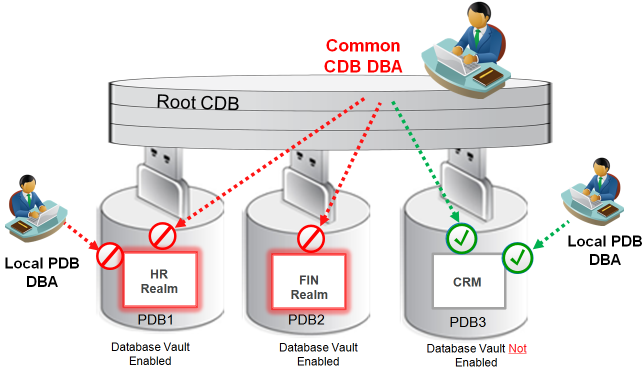 Common
CDB DBA
Root CDB
Local PDB
DBA
HR
Realm
PDB1
FIN
Realm
PDB2
CRM
PDB3
Local PDB
DBA
Database Vault
Enabled
Database Vault
Enabled
Database Vault Not
Enabled